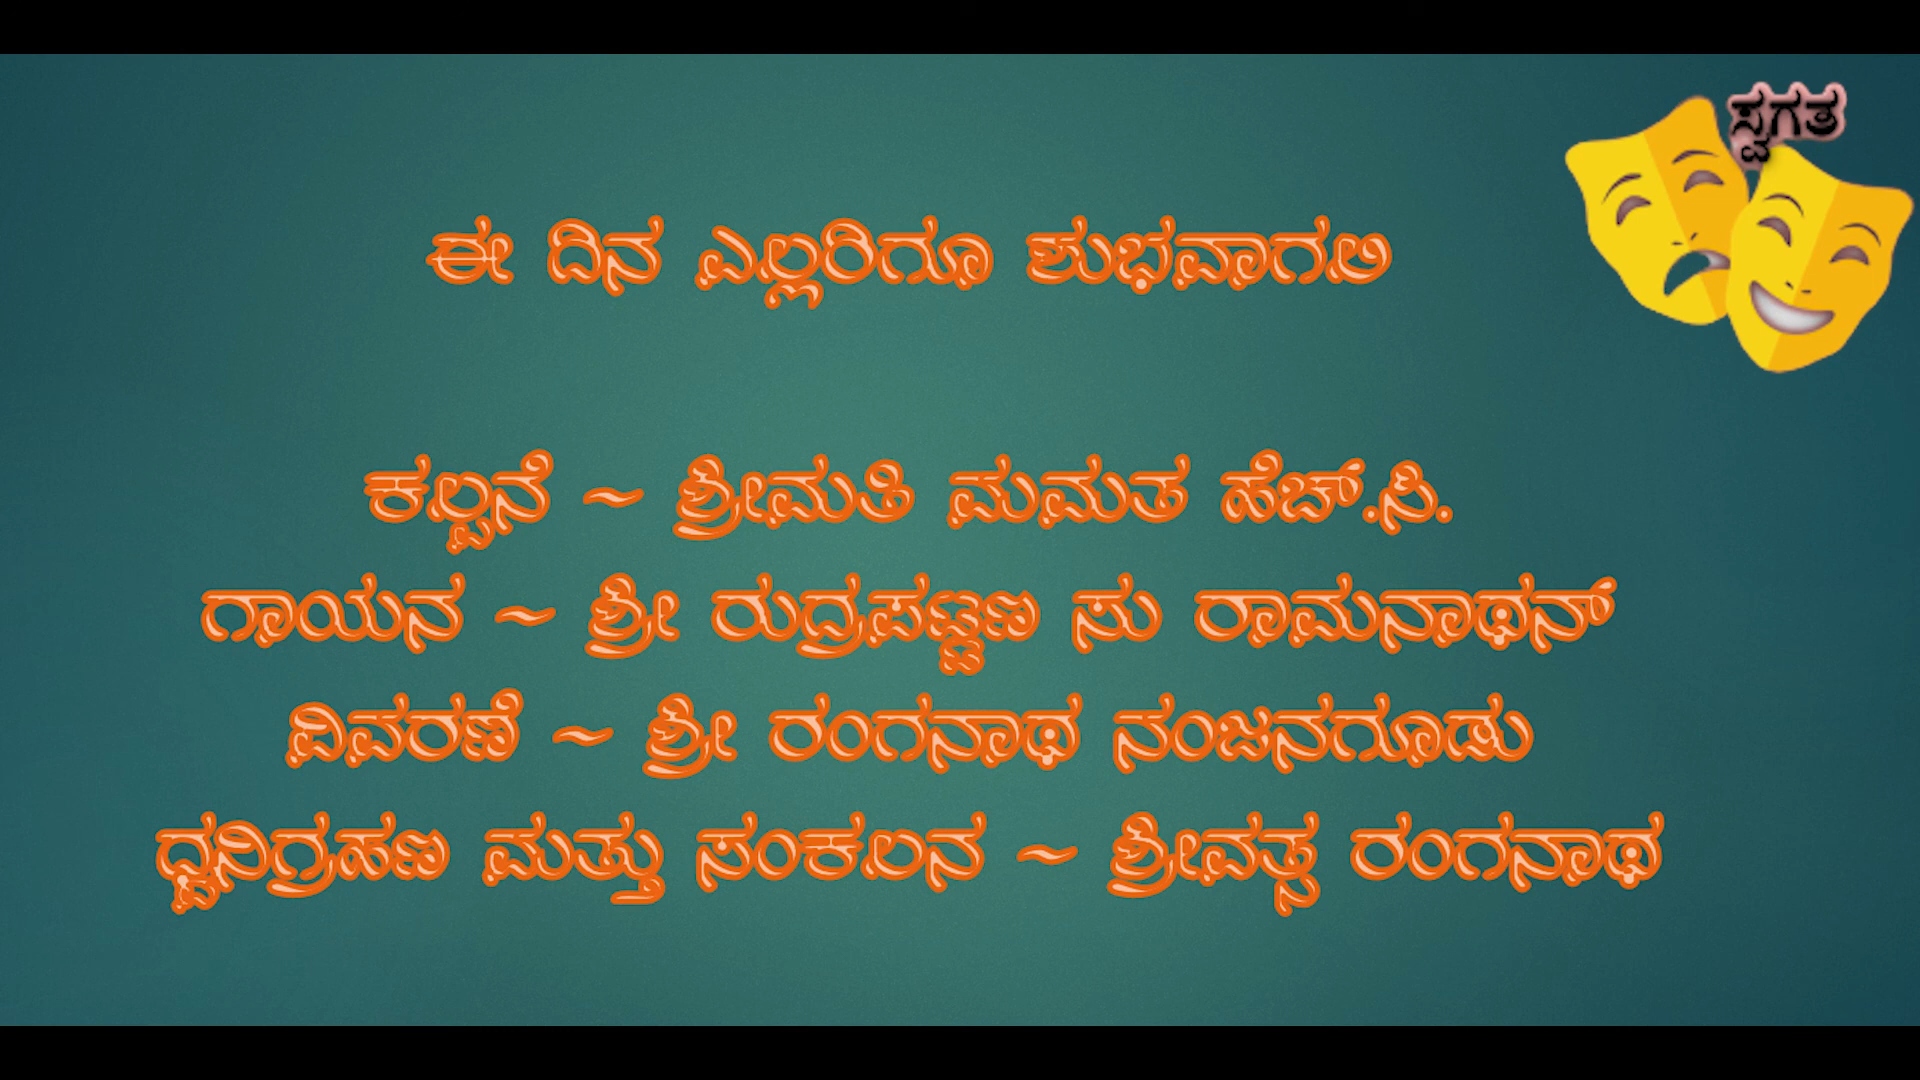 ಸ್ವಗತ
ಈ ದಿನ ಎಲ್ಲರಿಗೂ ಶುಭವಾಗಲಿ
ಕಲ್ಪನೆ ~ ಶ್ರೀಮತಿ ಮಮತ ಹೆಚ್.ಸಿ.
ಗಾಯನ ~ ಶ್ರೀ ರುದ್ರಪಟ್ಟಣ ಸು ರಾಮನಾಥನ್
ವಿವರಣೆ ~ ಶ್ರೀ ರಂಗನಾಥ ನಂಜನಗೂಡು
ಧ್ವನಿಗ್ರಹಣ ಮತ್ತು ಸಂಕಲನ ~ ಶ್ರೀವತ್ಸ ರಂಗನಾಥ